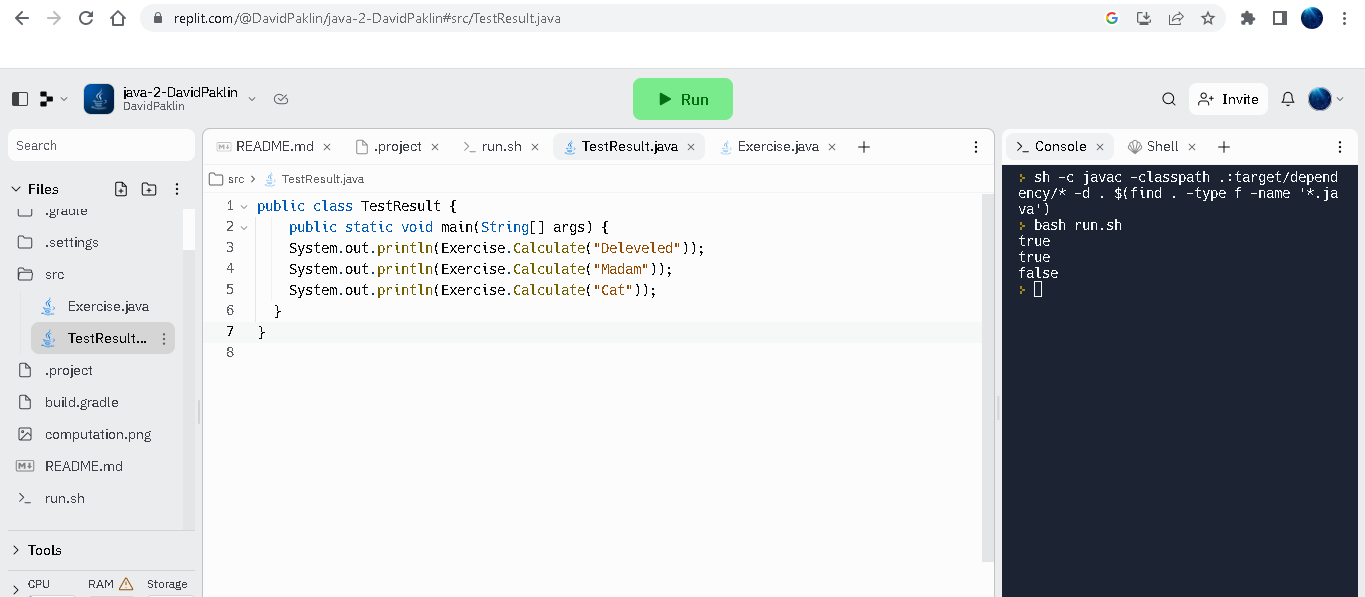 replit.com/@DavidPaklin/java-2-DavidPaklin#src/TestResult.java
java-2-DavidPaklin
DavidPaklin
Run
Invite
Search
Files
.gradle
.settings
src
Exercise.java
TestResult...
.project
build.gradle
computation.png
README.md
run.sh
Tools
CPU RAM Storage
README.md .project run.sh TestResult.java Exercise.java
src > TestResult.java
1 public class TestResult {
2 public static void main(String[] args) {
3 System.out.println(Exercise.Calculate("Deleveled"));
4 System.out.println(Exercise.Calculate("Madam"));
5 System.out.println(Exercise.Calculate("Cat"));
6 }
7 }
8
Console Shell
sh -c javac -classpath .:target/depend
ency/* -d . $(find . -type f -name '*.ja
va')
bash run.sh
true
true
false